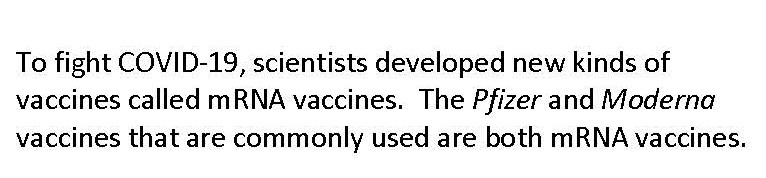 To fight COVID-19, scientists developed new kinds of
vaccines called mRNA vaccines.  The Pfizer and Moderna
vaccines that are commonly used are both mRNA vaccines.